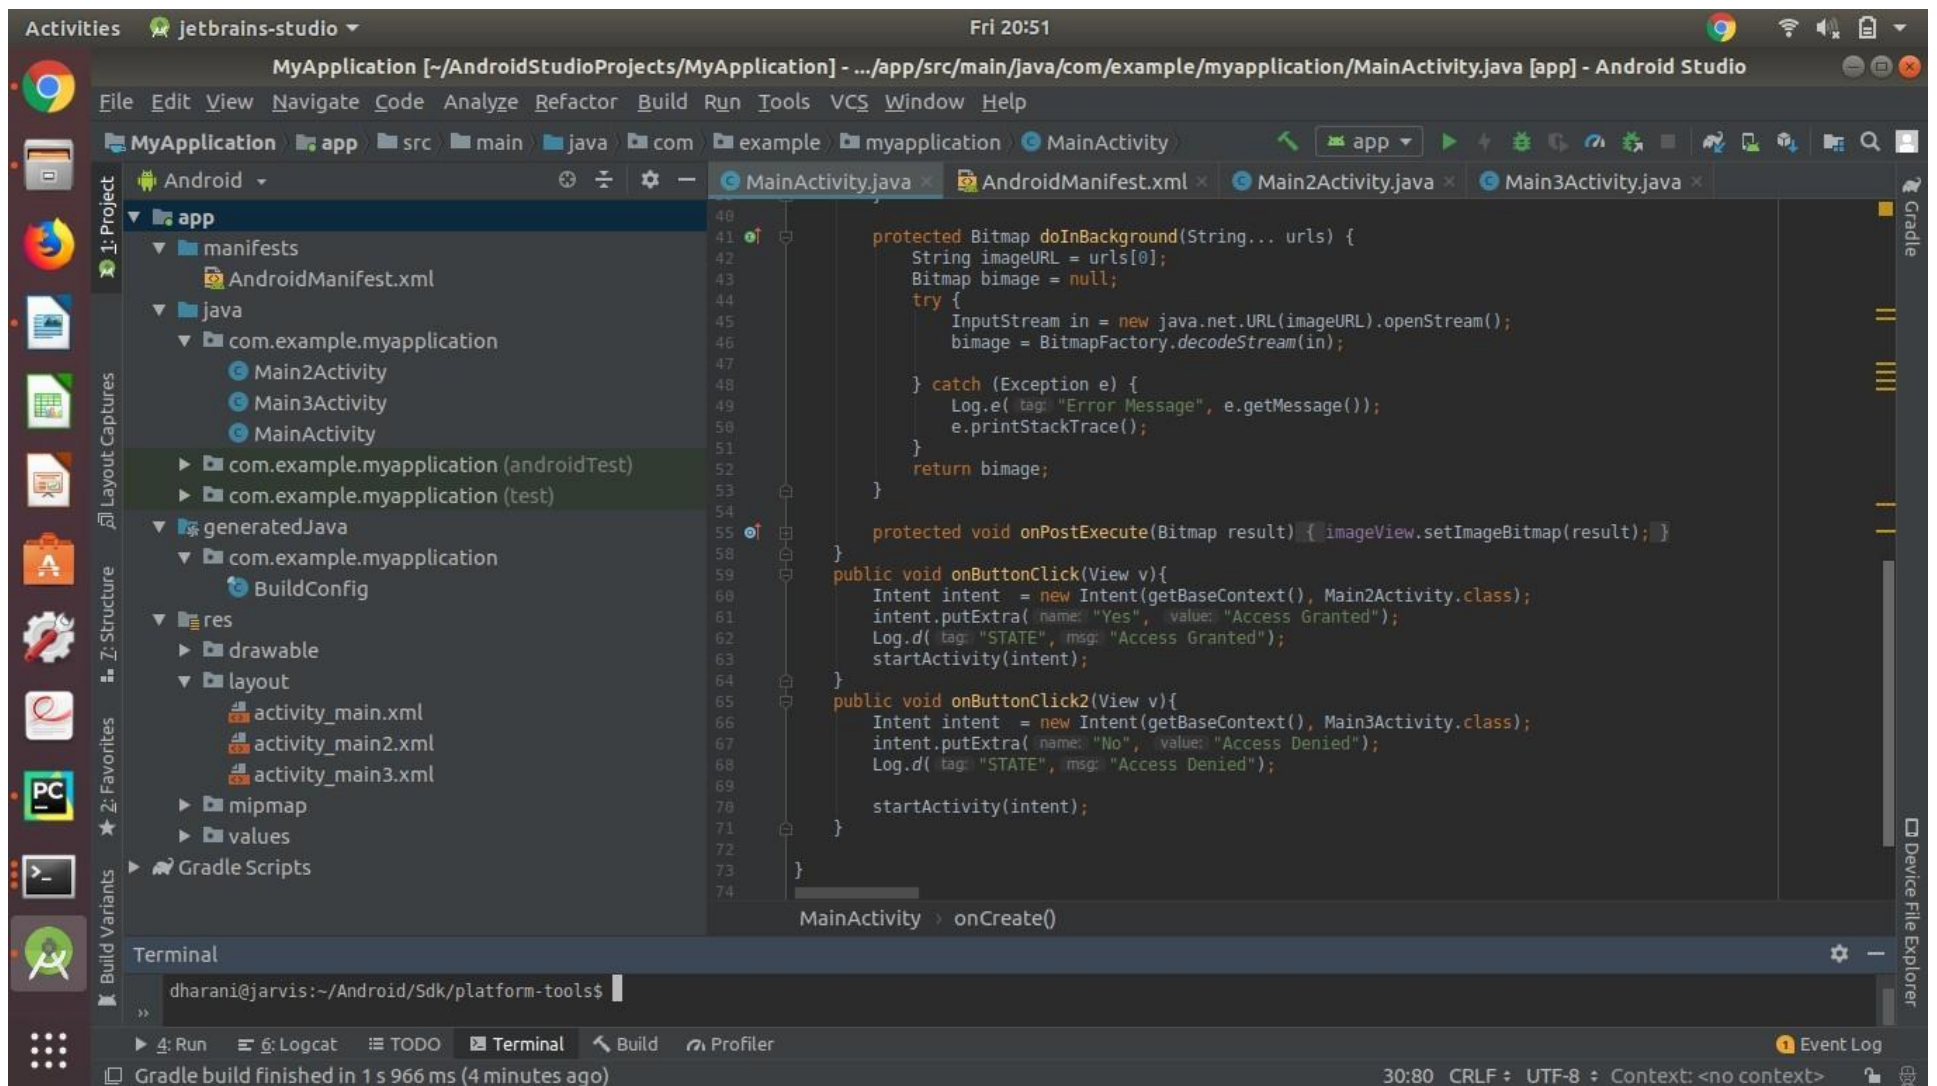 Activities jetbrains-studio Fri 20:51
MyApplication [~/AndroidStudioProjects/MyApplication] - .../app/src/main/java/com/example/myapplication/MainActivity.java [app] - Android Studio
File Edit View Navigate Code Analyze Refactor Build Run Tools VCS Window Help
MyApplication app src main java com example myapplication MainActivity app
Android
MainActivity.java AndroidManifest.xml Main2Activity.java Main3Activity.java
1: Project
Layout Captures
7: Structure
2: Favorites
Build Variants
app
manifests
AndroidManifest.xml
java
com.example.myapplication
Main2Activity
Main3Activity
MainActivity
com.example.myapplication (androidTest)
com.example.myapplication (test)
generatedJava
com.example.myapplication
BuildConfig
res
drawable
layout
activity_main.xml
activity_main2.xml
activity_main3.xml
mipmap
values
Gradle Scripts
40
41 protected Bitmap doInBackground(String... urls) {
42 String imageURL = urls[0];
43 Bitmap bimage = null;
44 try {
45 InputStream in = new java.net.URL(imageURL).openStream();
46 bimage = BitmapFactory.decodeStream(in);
47
48 } catch (Exception e) {
49 Log.e( tag: "Error Message", e.getMessage());
50 e.printStackTrace();
51 }
52 return bimage;
53 }
54
55 protected void onPostExecute(Bitmap result) { imageView.setImageBitmap(result); }
58 }
59 public void onButtonClick(View v){
60 Intent intent = new Intent(getBaseContext(), Main2Activity.class);
61 intent.putExtra( name: "Yes", value: "Access Granted");
62 Log.d( tag: "STATE", msg: "Access Granted");
63 startActivity(intent);
64 }
65 public void onButtonClick2(View v){
66 Intent intent = new Intent(getBaseContext(), Main3Activity.class);
67 intent.putExtra( name: "No", value: "Access Denied");
68 Log.d( tag: "STATE", msg: "Access Denied");
69
70 startActivity(intent);
71 }
72
73 }
74
MainActivity › onCreate()
Gradle
Device File Explorer
Terminal
dharani@jarvis:~/Android/Sdk/platform-tools$
PC
4: Run 6: Logcat TODO Terminal Build Profiler 1 Event Log
Gradle build finished in 1 s 966 ms (4 minutes ago) 30:80 CRLF UTF-8 Context: <no context>